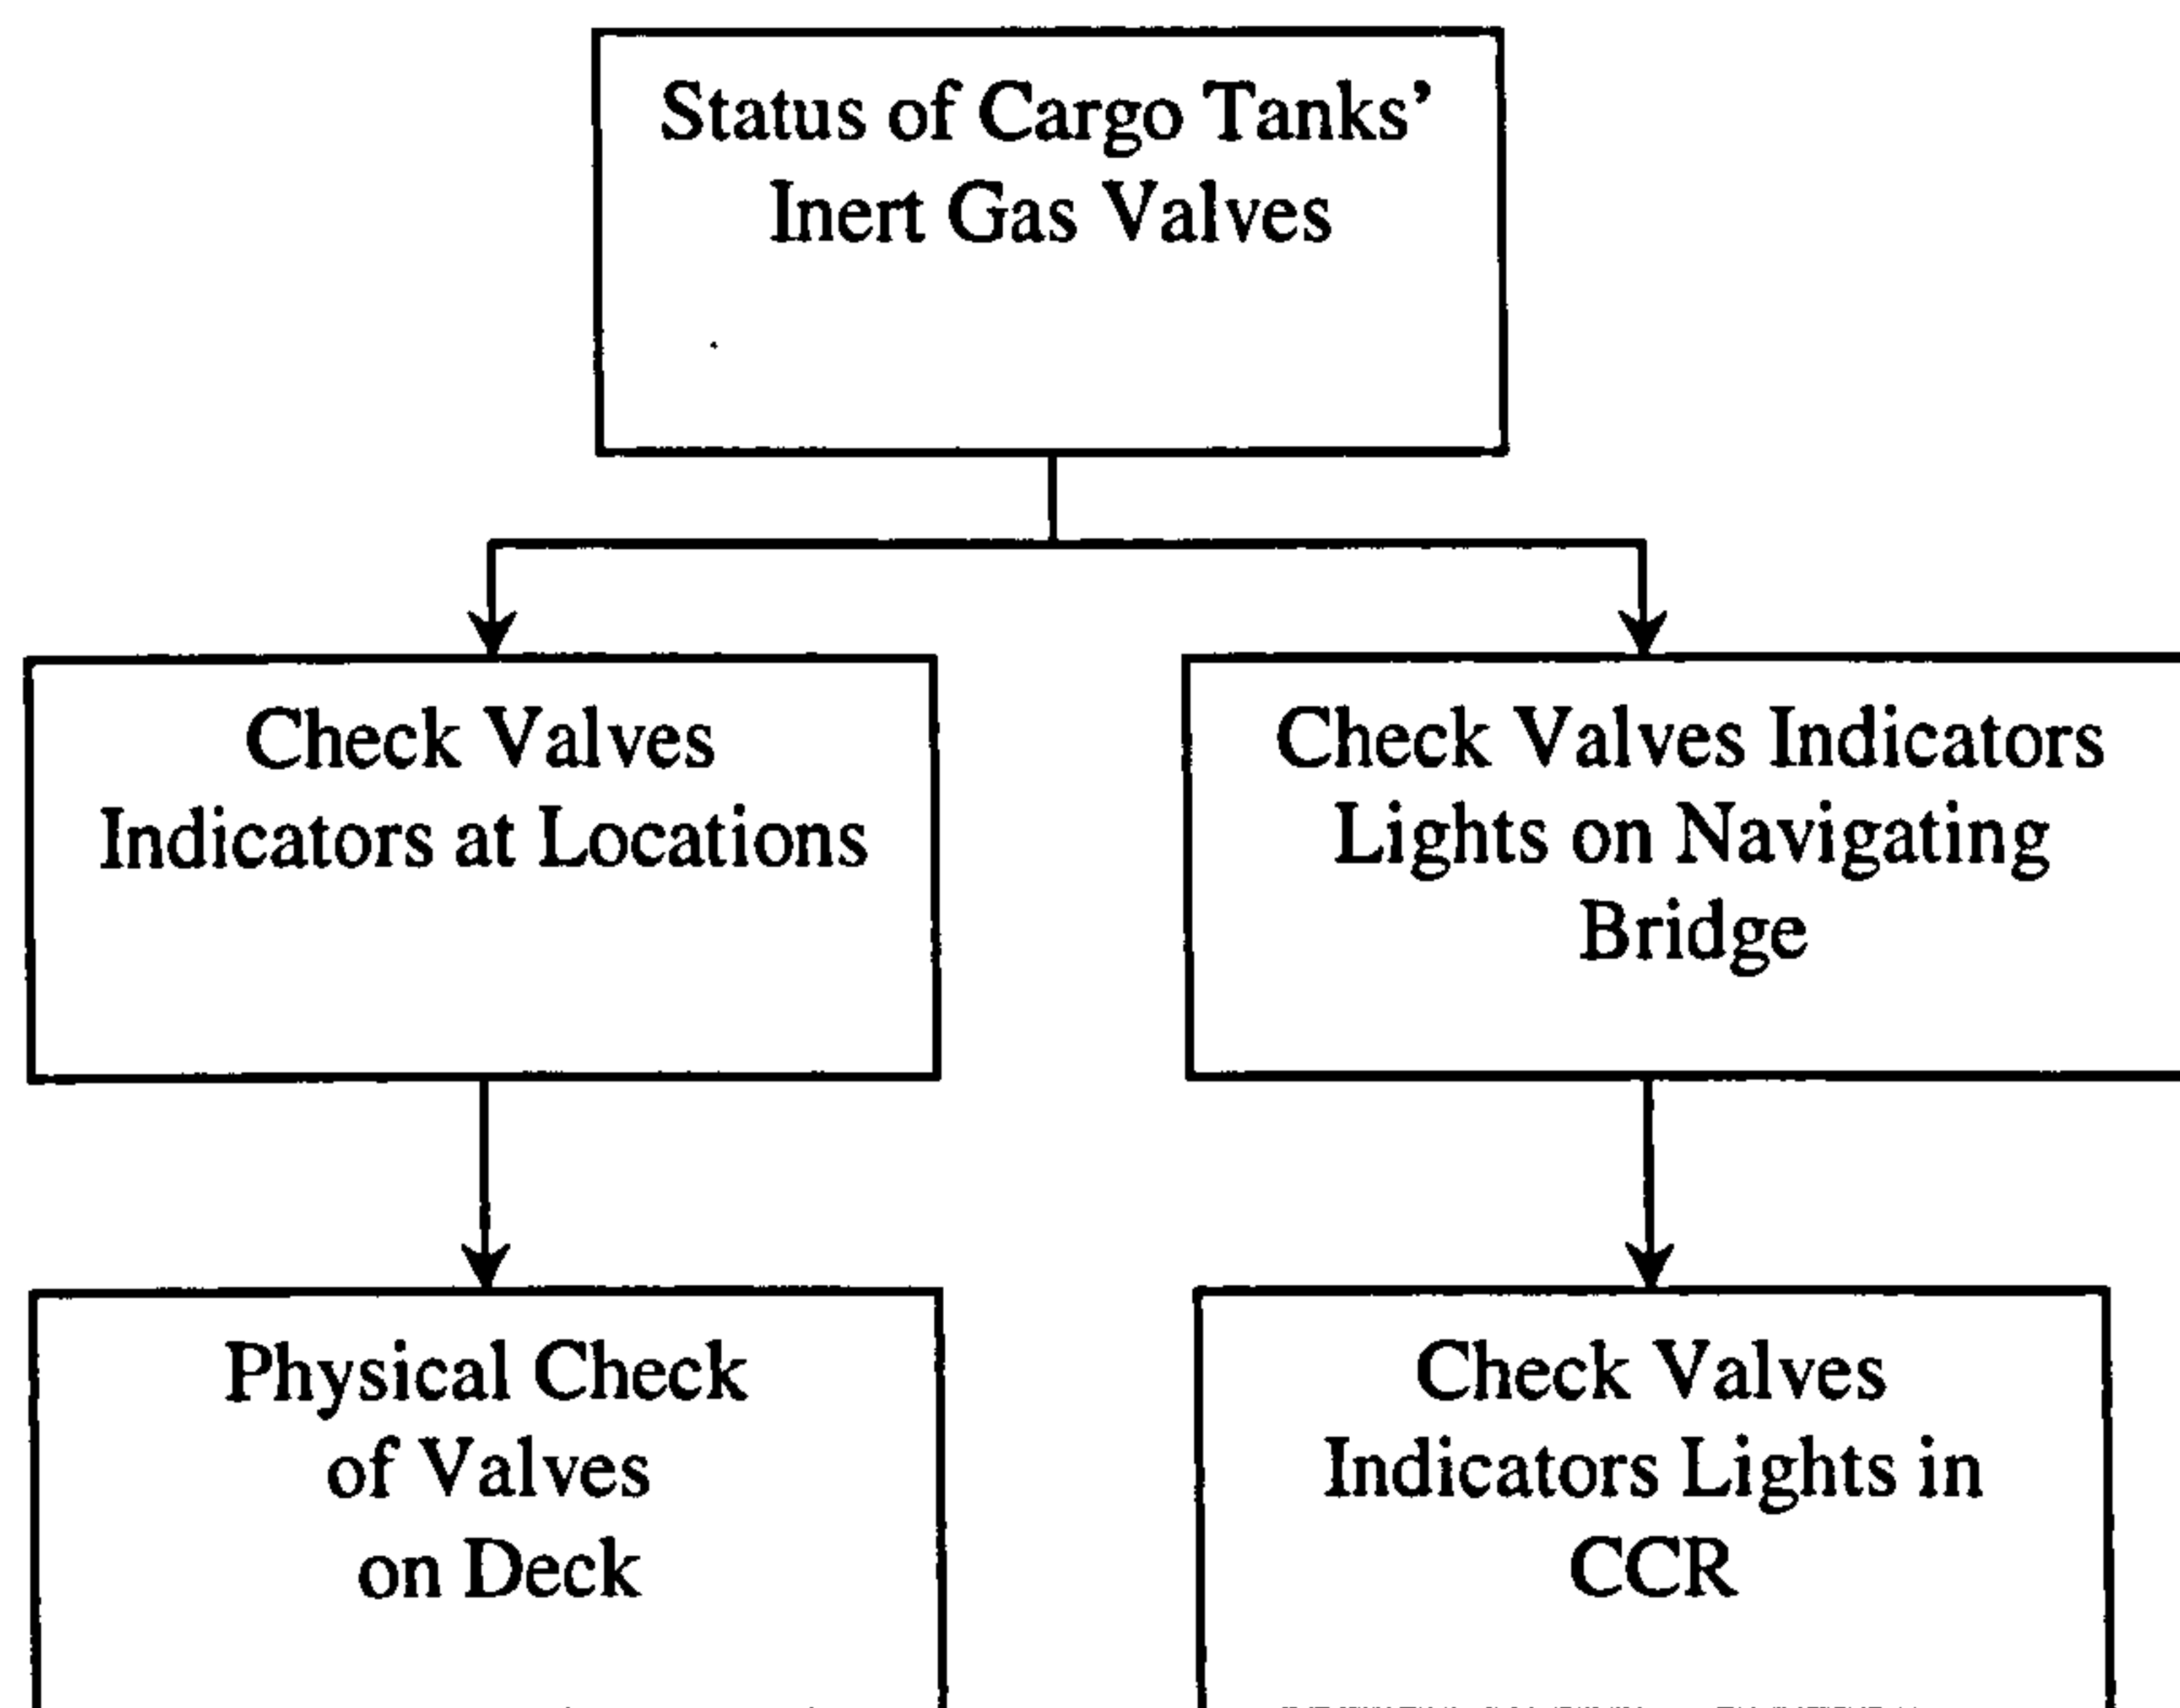 Status of Cargo Tanks’
Inert Gas Valves
Check Valves
Indicators at Locations
Check Valves Indicators
Lights on Navigating
Bridge
Physical Check
of Valves
on Deck
Check Valves
Indicators Lights in
CCR